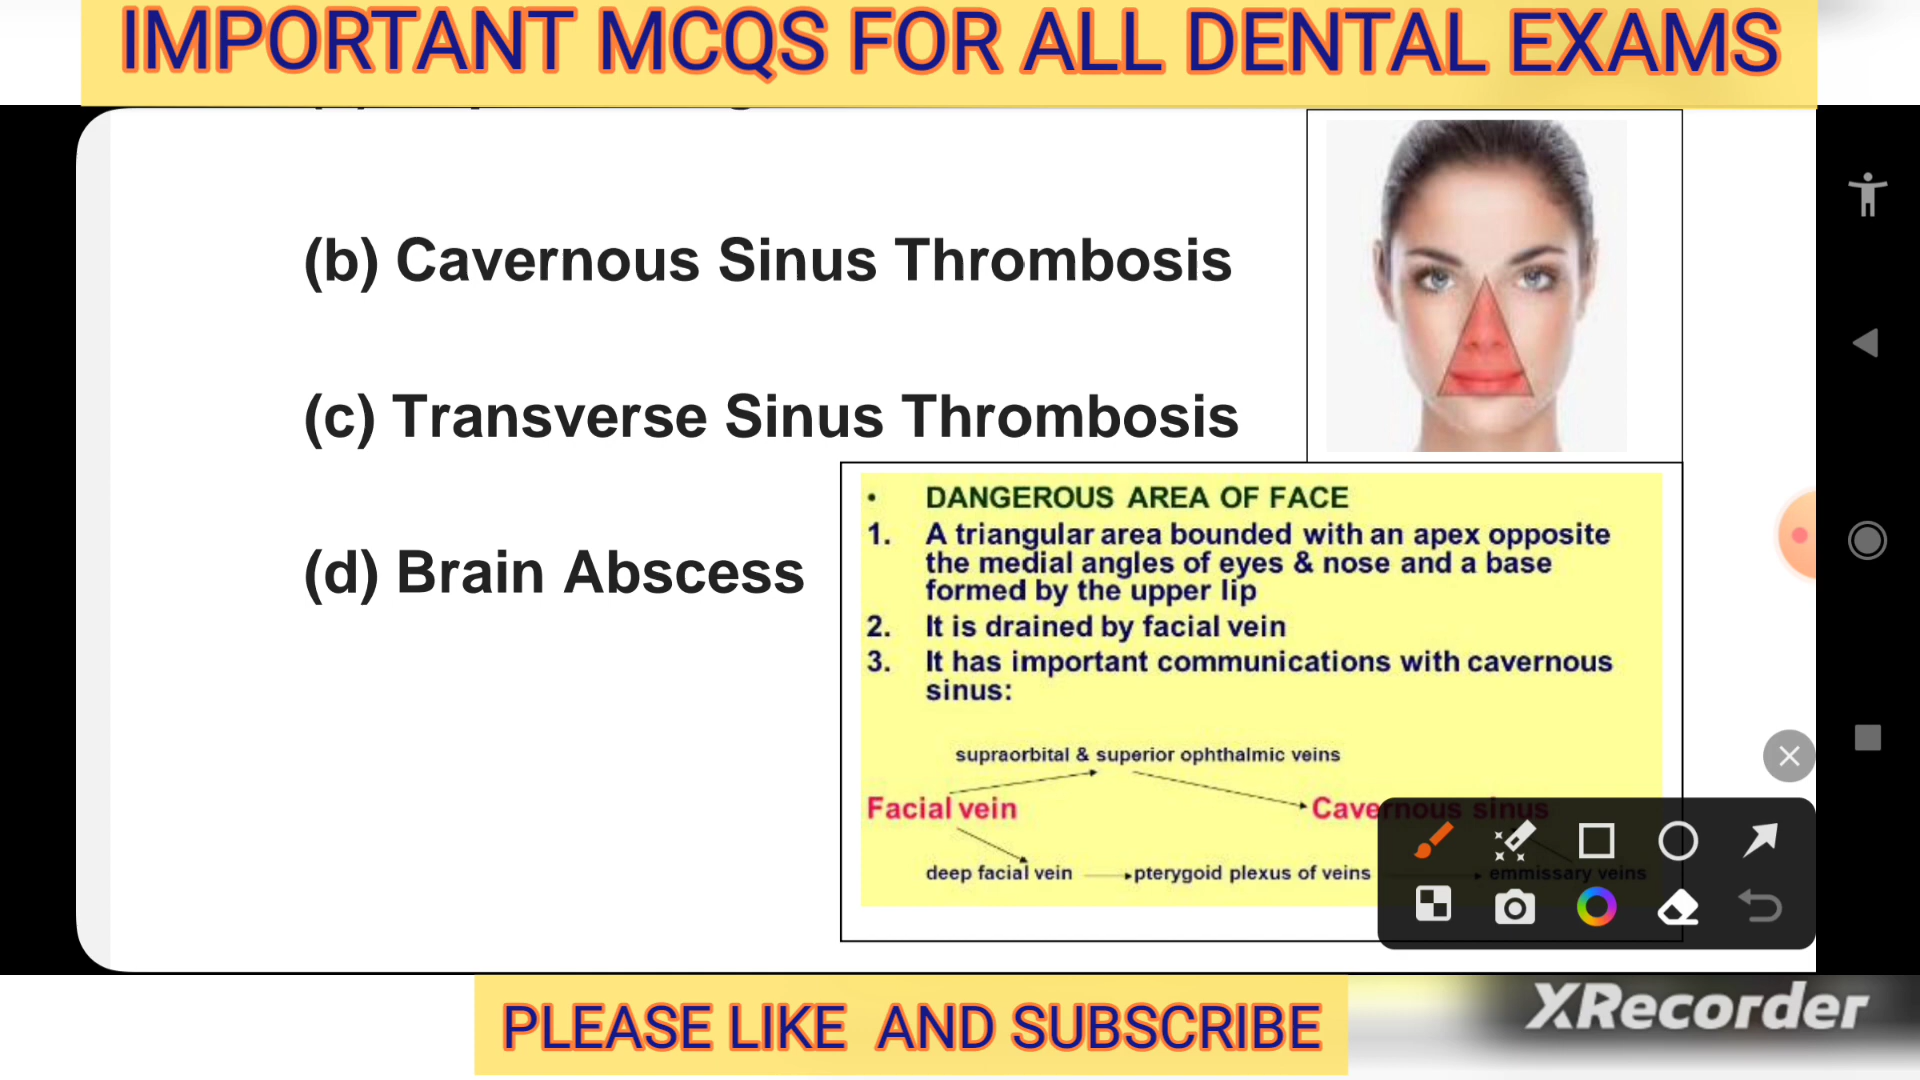 IMPORTANT MCQS FOR ALL DENTAL EXAMS
(b) Cavernous Sinus Thrombosis
(c) Transverse Sinus Thrombosis
(d) Brain Abscess
• DANGEROUS AREA OF FACE
1. A triangular area bounded with an apex opposite
the medial angles of eyes & nose and a base
formed by the upper lip
2. It is drained by facial vein
3. It has important communications with cavernous
sinus:
supraorbital & superior ophthalmic veins
Facial vein
Cavernous sinus
deep facial vein
pterygoid plexus of veins
emmissary veins
PLEASE LIKE AND SUBSCRIBE
XRecorder